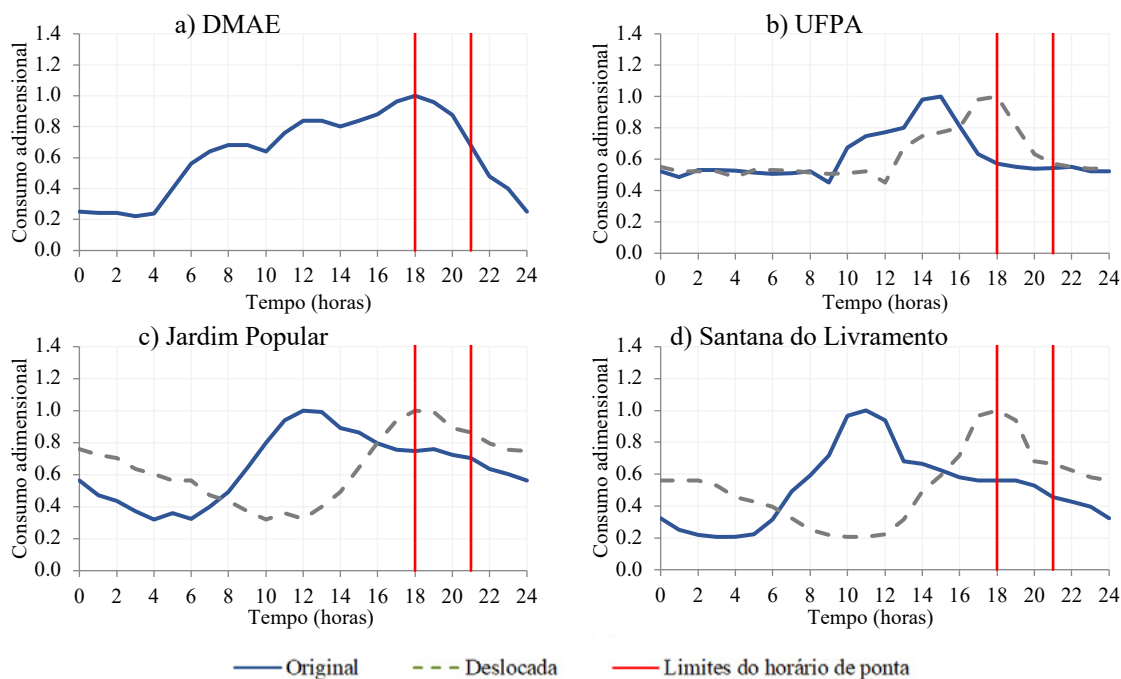 a) DMAE
1.4
1.2
1.0
0.8
0.6
0.4
0.2
0.0
Consumo adimensional
0 2 4 6 8 10 12 14 16 18 20 22 24
Tempo (horas)
b) UFPA
1.4
1.2
1.0
0.8
0.6
0.4
0.2
0.0
Consumo adimensional
0 2 4 6 8 10 12 14 16 18 20 22 24
Tempo (horas)
c) Jardim Popular
1.4
1.2
1.0
0.8
0.6
0.4
0.2
0.0
Consumo adimensional
0 2 4 6 8 10 12 14 16 18 20 22 24
Tempo (horas)
d) Santana do Livramento
1.4
1.2
1.0
0.8
0.6
0.4
0.2
0.0
Consumo adimensional
0 2 4 6 8 10 12 14 16 18 20 22 24
Tempo (horas)
Original Deslocada Limites do horário de ponta